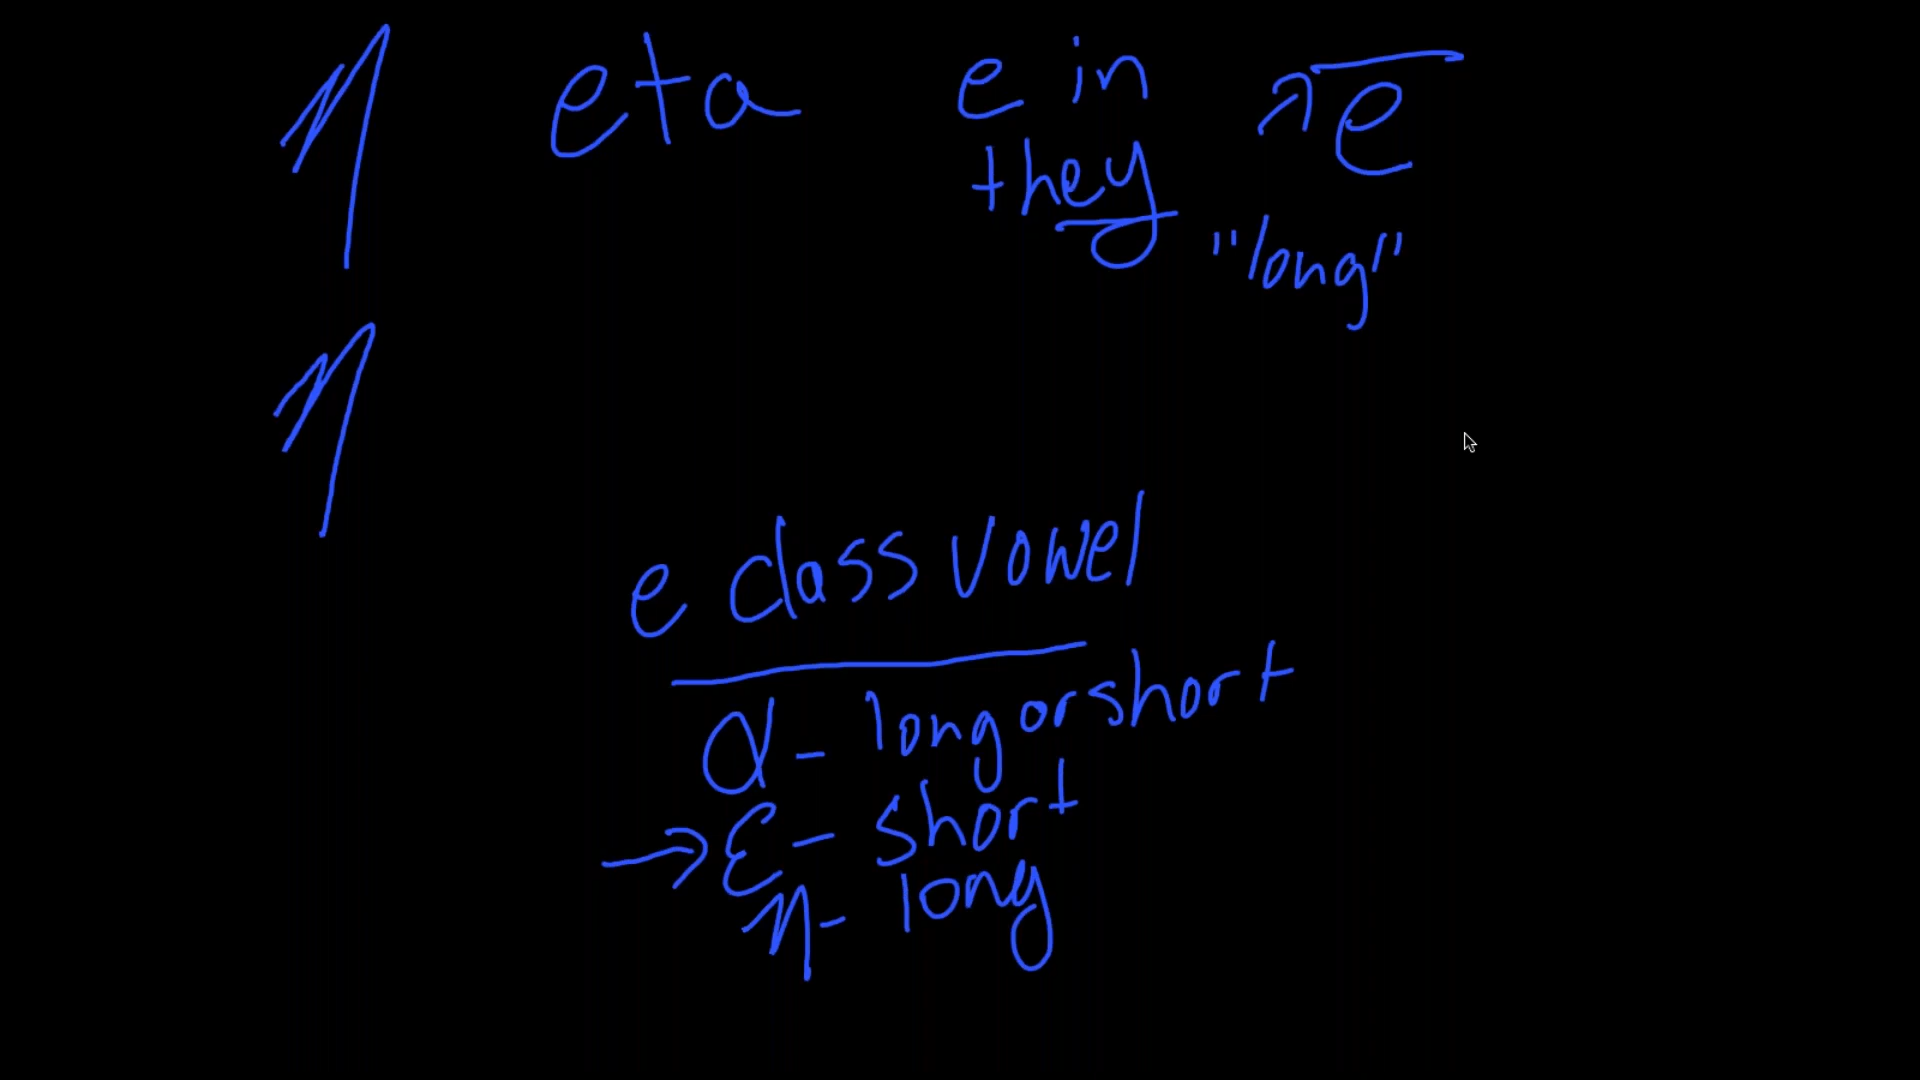 η eta e in ē
they
"long"
η
e class vowel
α - long or short
→ ε - short
η - long